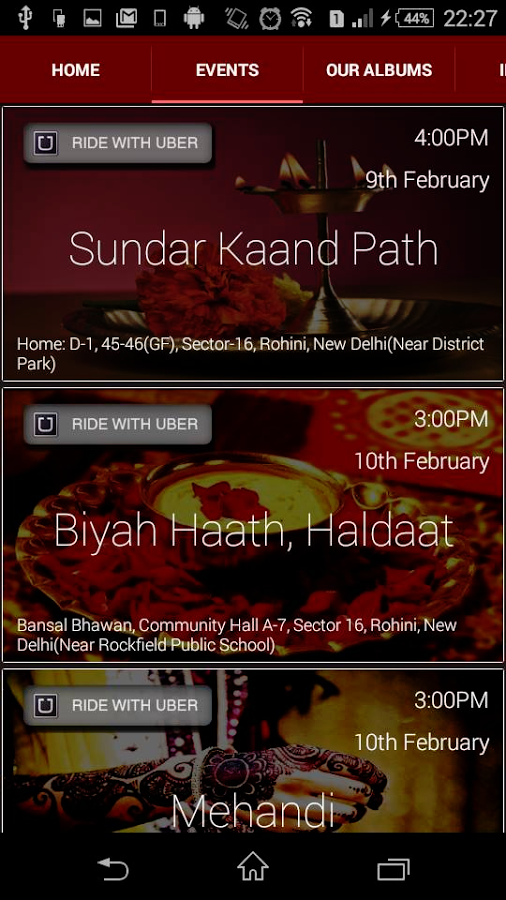 44% 22:27
HOME EVENTS OUR ALBUMS
RIDE WITH UBER
4:00PM
9th February
Sundar Kaand Path
Home: D-1, 45-46(GF), Sector-16, Rohini, New Delhi(Near District
Park)
RIDE WITH UBER
3:00PM
10th February
Biyah Haath, Haldaat
Bansal Bhawan, Community Hall A-7, Sector 16, Rohini, New
Delhi(Near Rockfield Public School)
RIDE WITH UBER
3:00PM
10th February
Mehandi